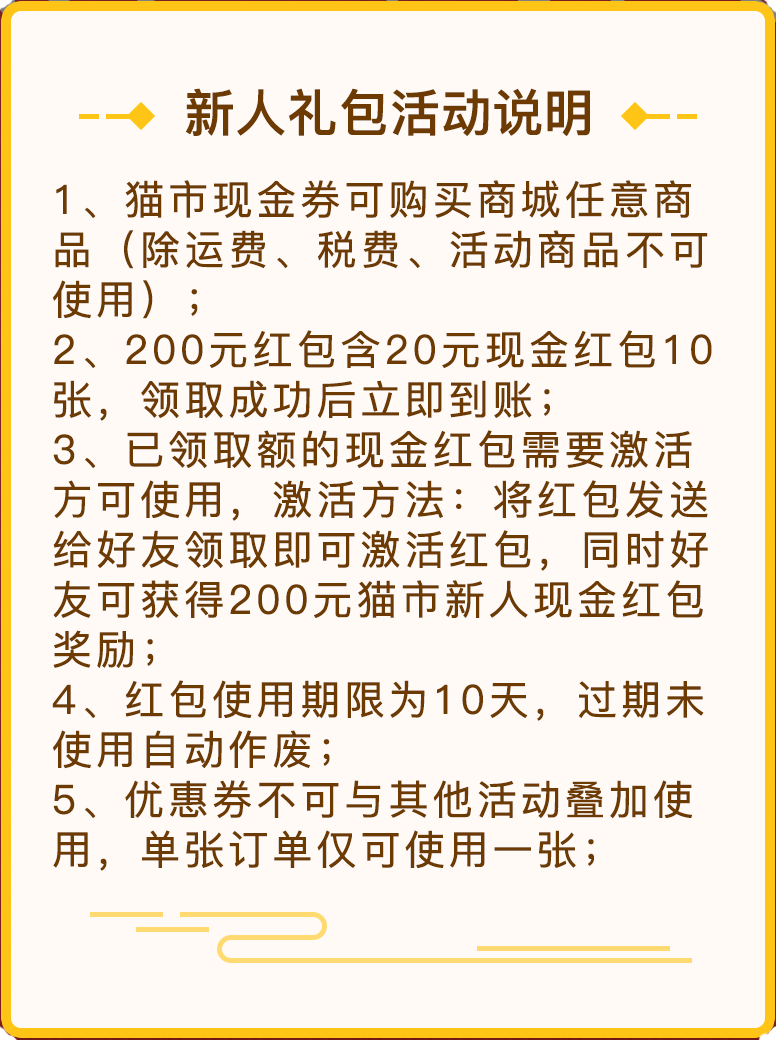 新人礼包活动说明
1、猫市现金券可购买商城任意商
品（除运费、税费、活动商品不可
使用）；
2、200元红包含20元现金红包10
张，领取成功后立即到账；
3、已领取额的现金红包需要激活
方可使用，激活方法：将红包发送
给好友领取即可激活红包，同时好
友可获得200元猫市新人现金红包
奖励；
4、红包使用期限为10天，过期未
使用自动作废；
5、优惠券不可与其他活动叠加使
用，单张订单仅可使用一张；